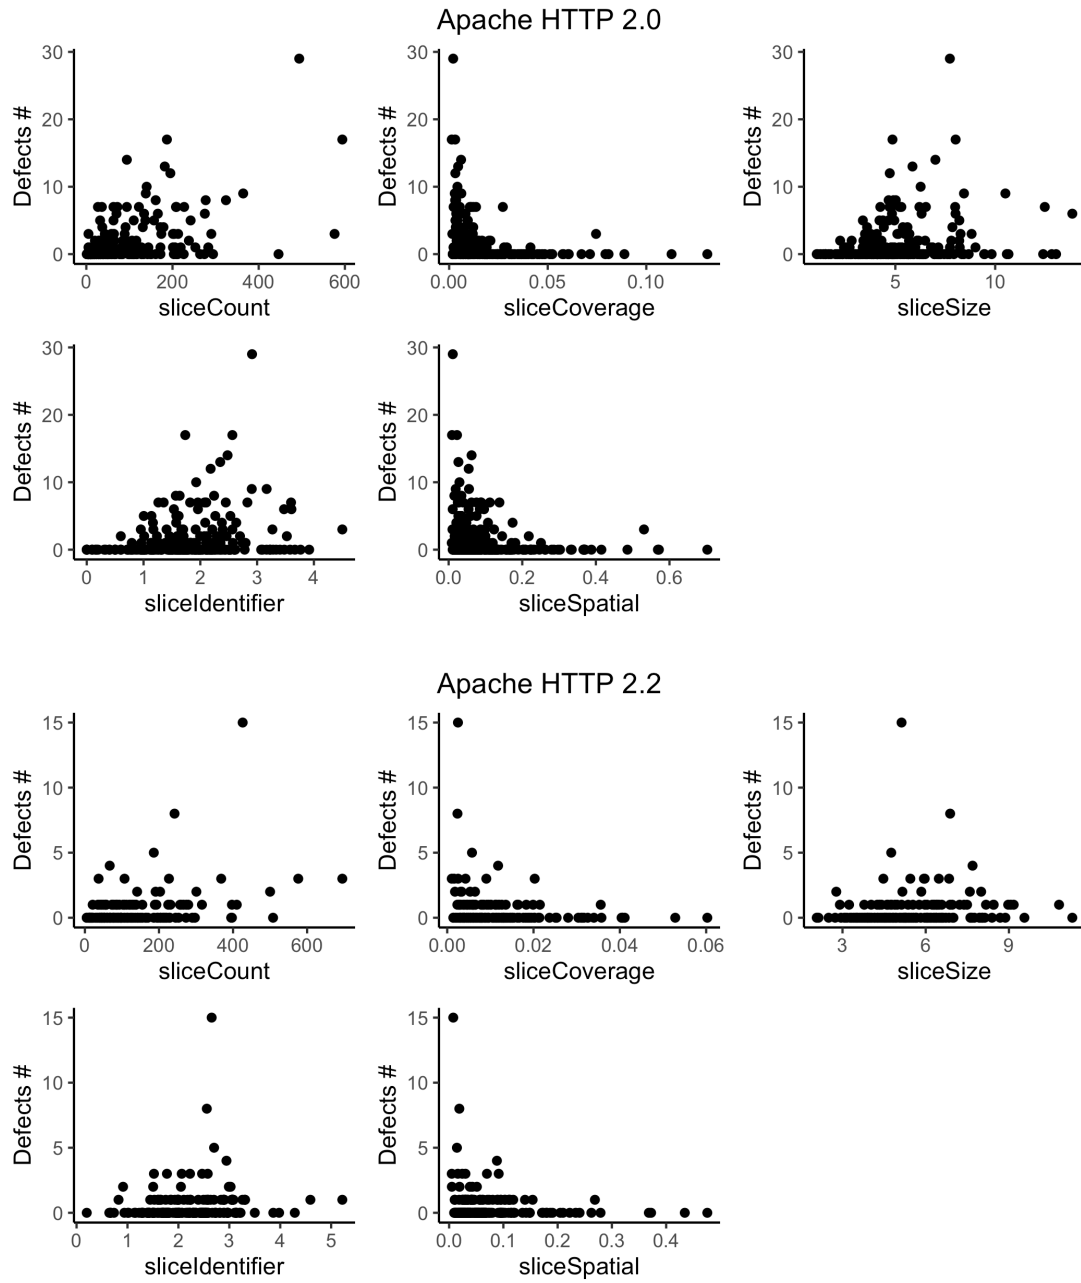 Apache HTTP 2.0
30
20
10
0
Defects #
0 200 400 600
sliceCount
30
20
10
0
Defects #
0.00 0.05 0.10
sliceCoverage
30
20
10
0
Defects #
5 10
sliceSize
30
20
10
0
Defects #
0 1 2 3 4
sliceIdentifier
30
20
10
0
Defects #
0.0 0.2 0.4 0.6
sliceSpatial
Apache HTTP 2.2
15
10
5
0
Defects #
0 200 400 600
sliceCount
15
10
5
0
Defects #
0.00 0.02 0.04 0.06
sliceCoverage
15
10
5
0
Defects #
3 6 9
sliceSize
15
10
5
0
Defects #
0 1 2 3 4 5
sliceIdentifier
15
10
5
0
Defects #
0.0 0.1 0.2 0.3 0.4
sliceSpatial